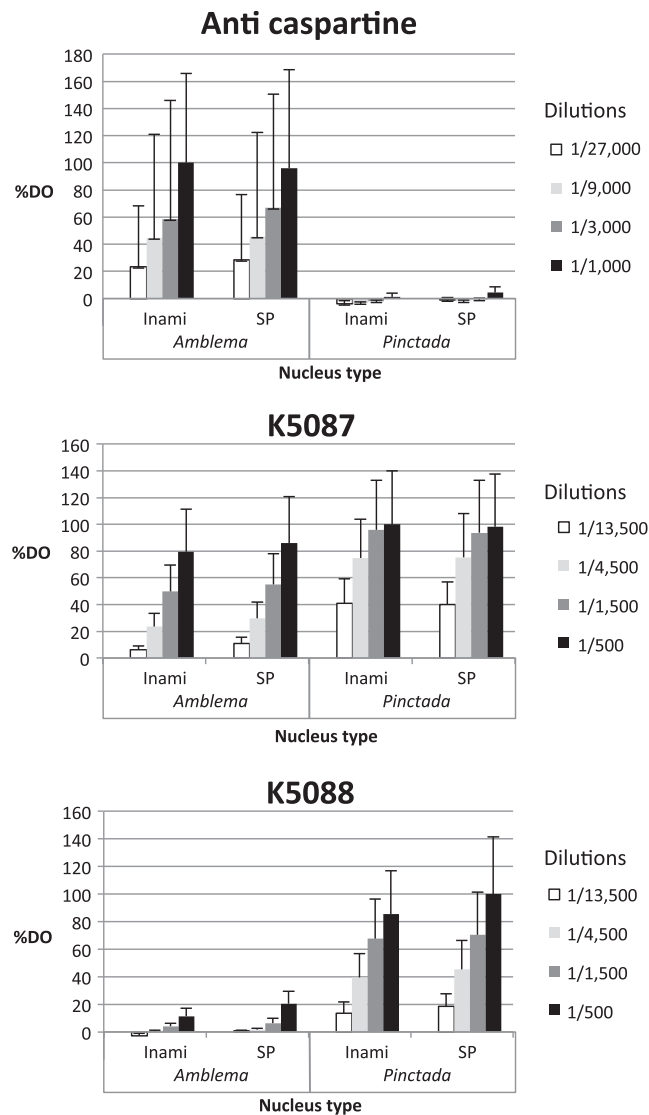 Anti caspartine
180
160
140
120
100
80
60
40
20
0
%DO
Inami SP Inami SP
Amblema Pinctada
Nucleus type
Dilutions
1/27,000
1/9,000
1/3,000
1/1,000
K5087
160
140
120
100
80
60
40
20
0
%DO
Inami SP Inami SP
Amblema Pinctada
Nucleus type
Dilutions
1/13,500
1/4,500
1/1,500
1/500
K5088
160
140
120
100
80
60
40
20
0
%DO
Inami SP Inami SP
Amblema Pinctada
Nucleus type
Dilutions
1/13,500
1/4,500
1/1,500
1/500